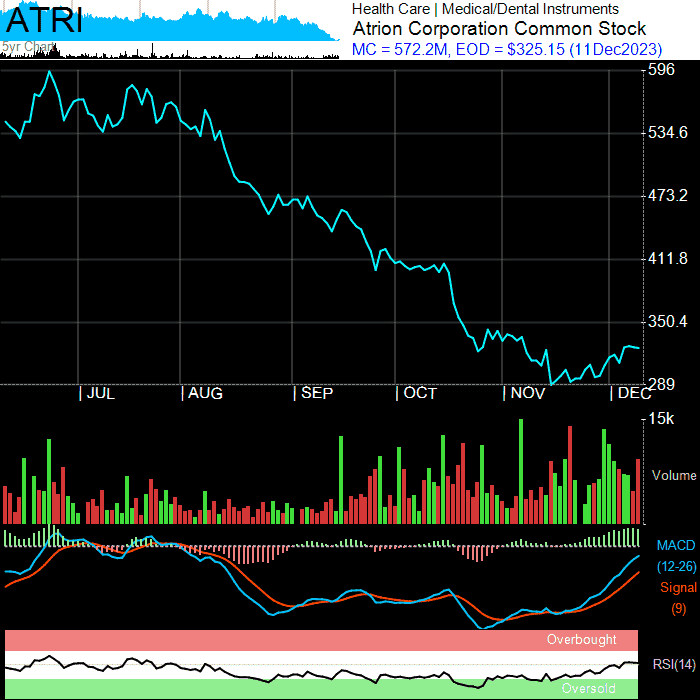 ATRI
5yr Chart
Health Care | Medical/Dental Instruments
Atrion Corporation Common Stock
MC = 572.2M, EOD = $325.15 (11Dec2023)
596
534.6
473.2
411.8
350.4
289
| JUL | AUG | SEP | OCT | NOV | DEC
15k
Volume
MACD
(12-26)
Signal
(9)
Overbought
RSI(14)
Oversold